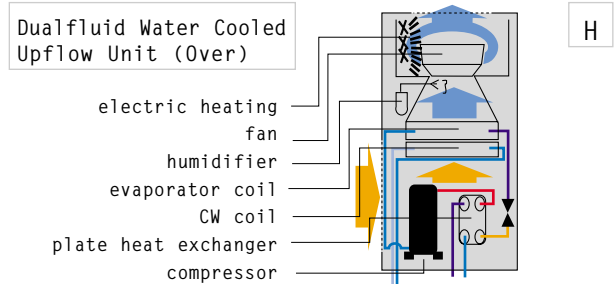 Dualfluid Water Cooled
Upflow Unit (Over)
H
electric heating
fan
humidifier
evaporator coil
CW coil
plate heat exchanger
compressor